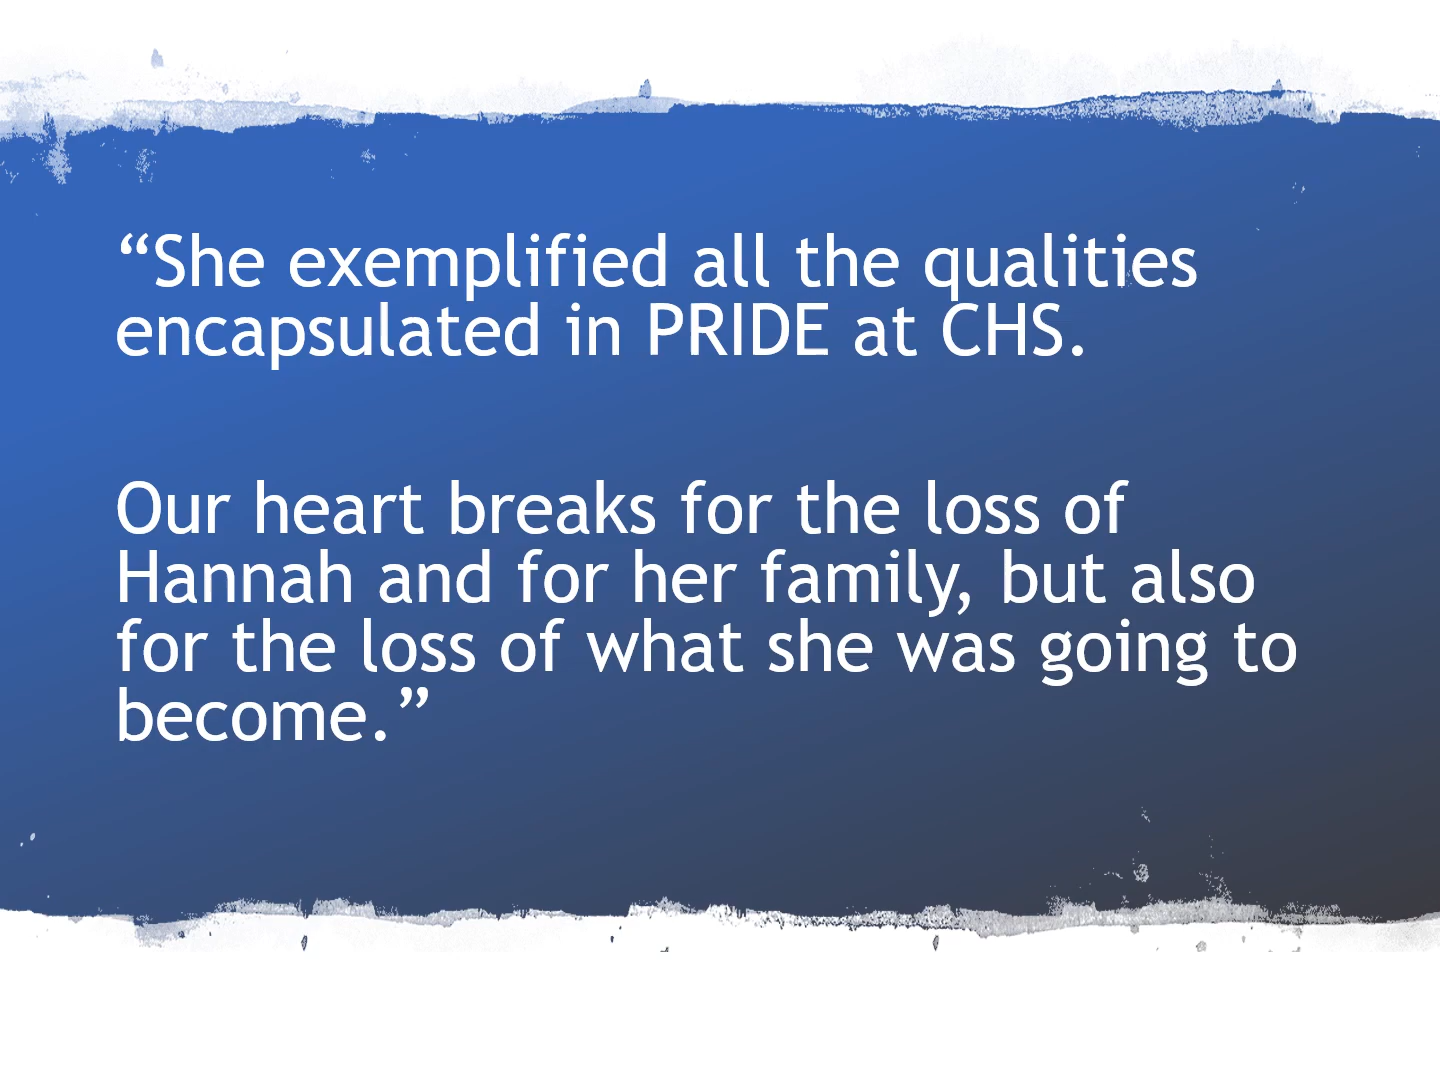 “She exemplified all the qualities
encapsulated in PRIDE at CHS.
Our heart breaks for the loss of
Hannah and for her family, but also
for the loss of what she was going to
become.”